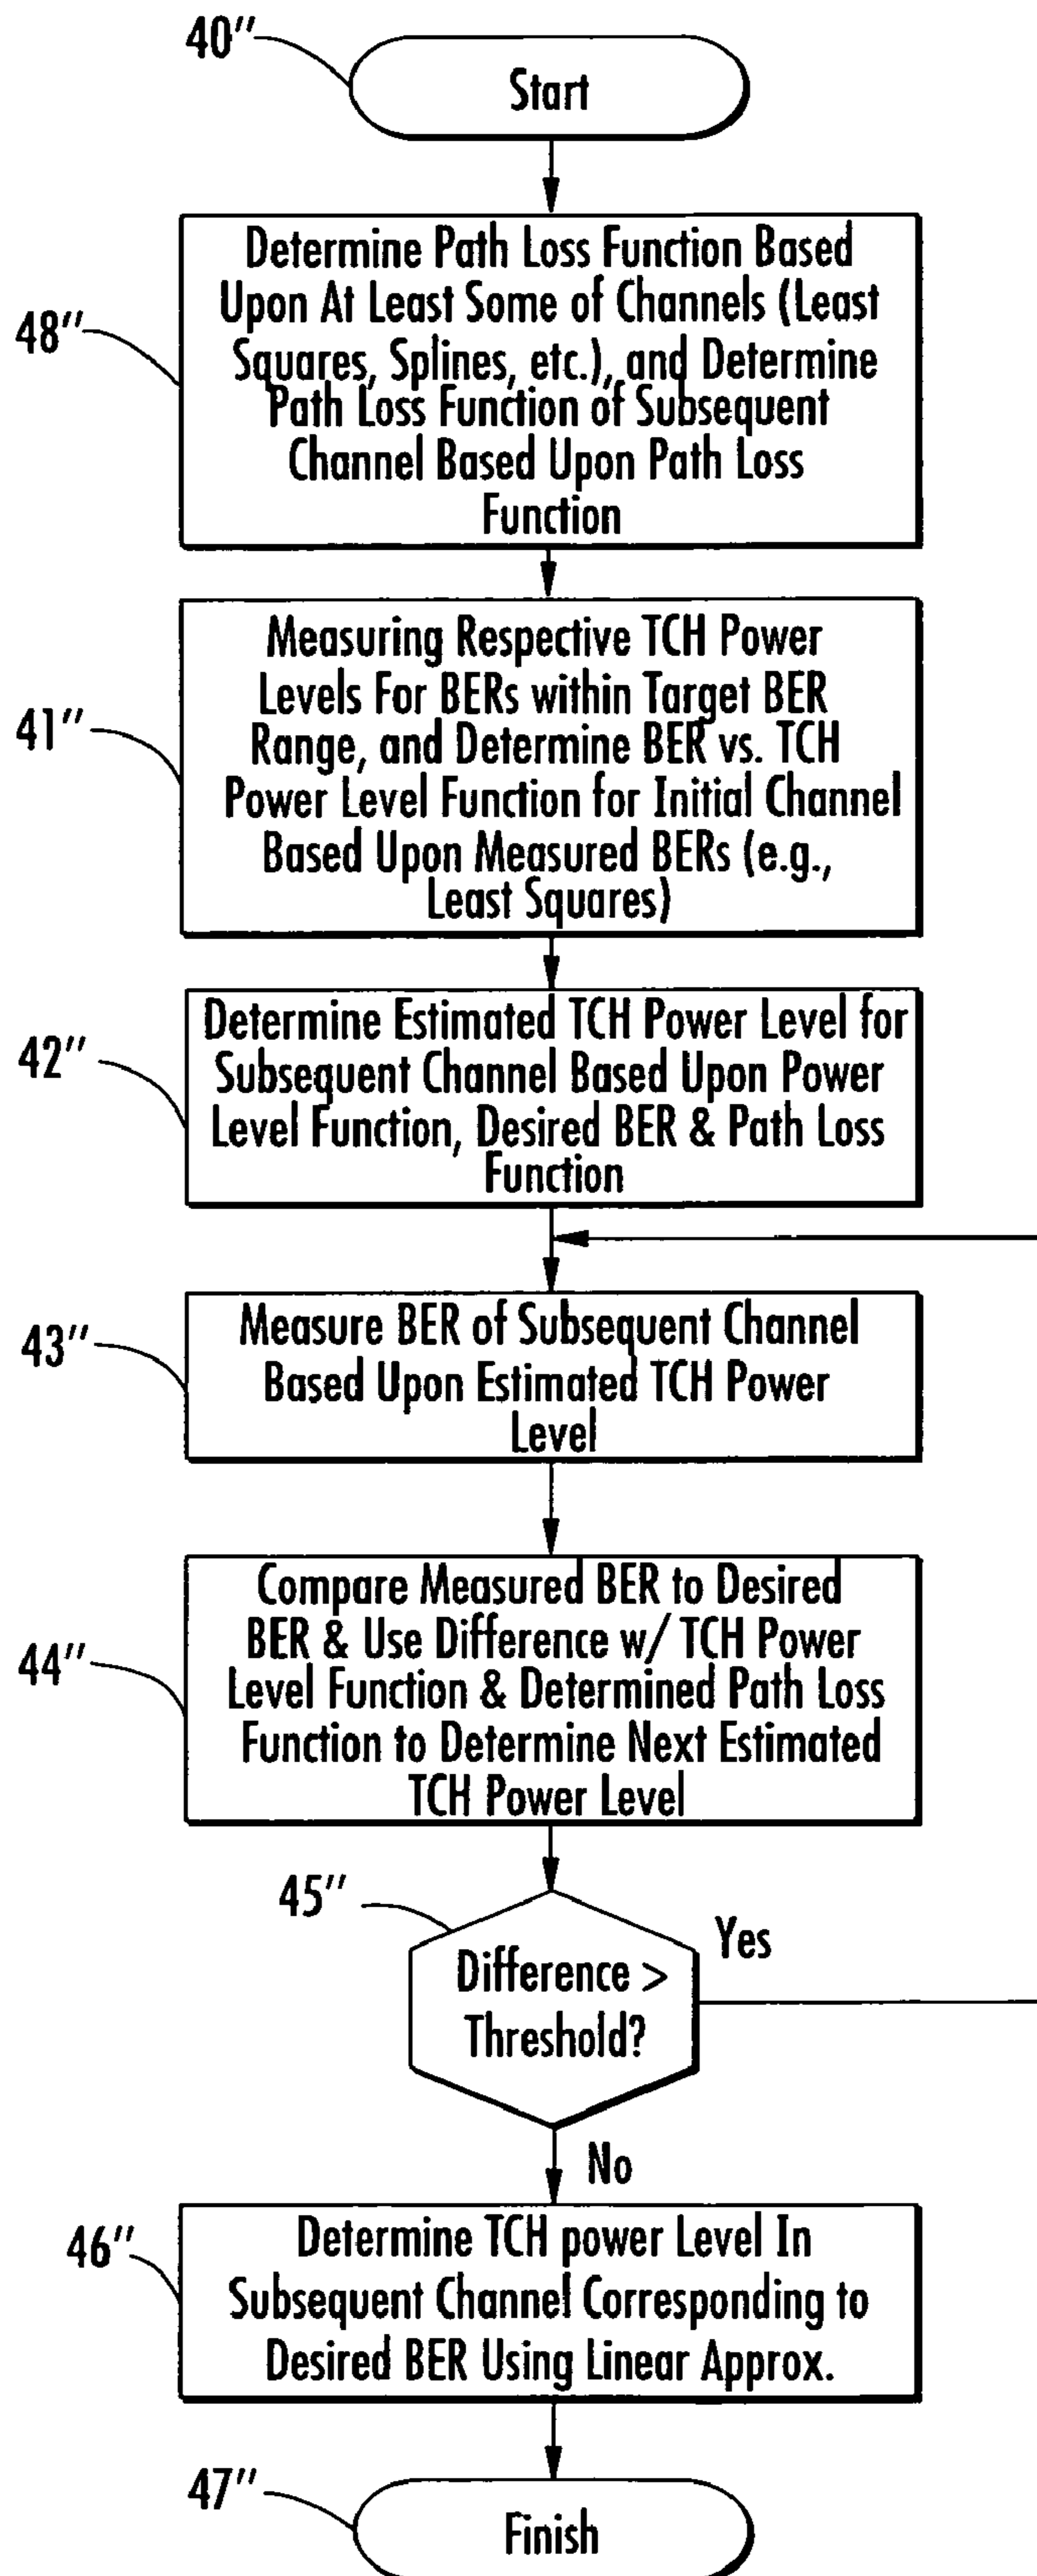 40″
Start
48″
Determine Path Loss Function Based
Upon At Least Some of Channels (Least
Squares, Splines, etc.), and Determine
Path Loss Function of Subsequent
Channel Based Upon Path Loss
Function
41″
Measuring Respective TCH Power
Levels For BERs within Target BER
Range, and Determine BER vs. TCH
Power Level Function for Initial Channel
Based Upon Measured BERs (e.g.,
Least Squares)
42″
Determine Estimated TCH Power Level for
Subsequent Channel Based Upon Power
Level Function, Desired BER & Path Loss
Function
43″
Measure BER of Subsequent Channel
Based Upon Estimated TCH Power
Level
44″
Compare Measured BER to Desired
BER & Use Difference w/ TCH Power
Level Function & Determined Path Loss
Function to Determine Next Estimated
TCH Power Level
45″
Difference >
Threshold?
Yes
No
46″
Determine TCH power Level In
Subsequent Channel Corresponding to
Desired BER Using Linear Approx.
47″
Finish